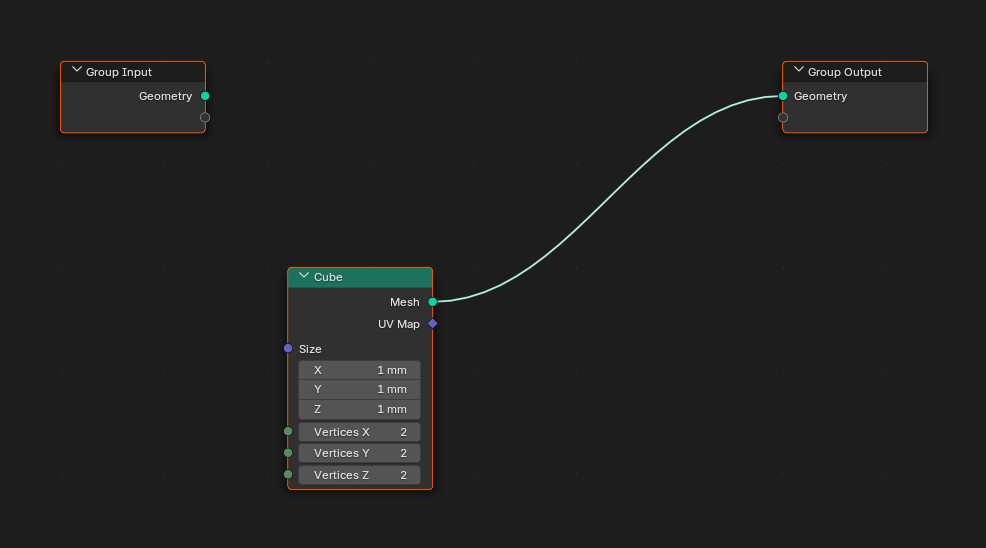 Group Input
Geometry
Group Output
Geometry
Cube
Mesh
UV Map
Size
X 1 mm
Y 1 mm
Z 1 mm
Vertices X 2
Vertices Y 2
Vertices Z 2